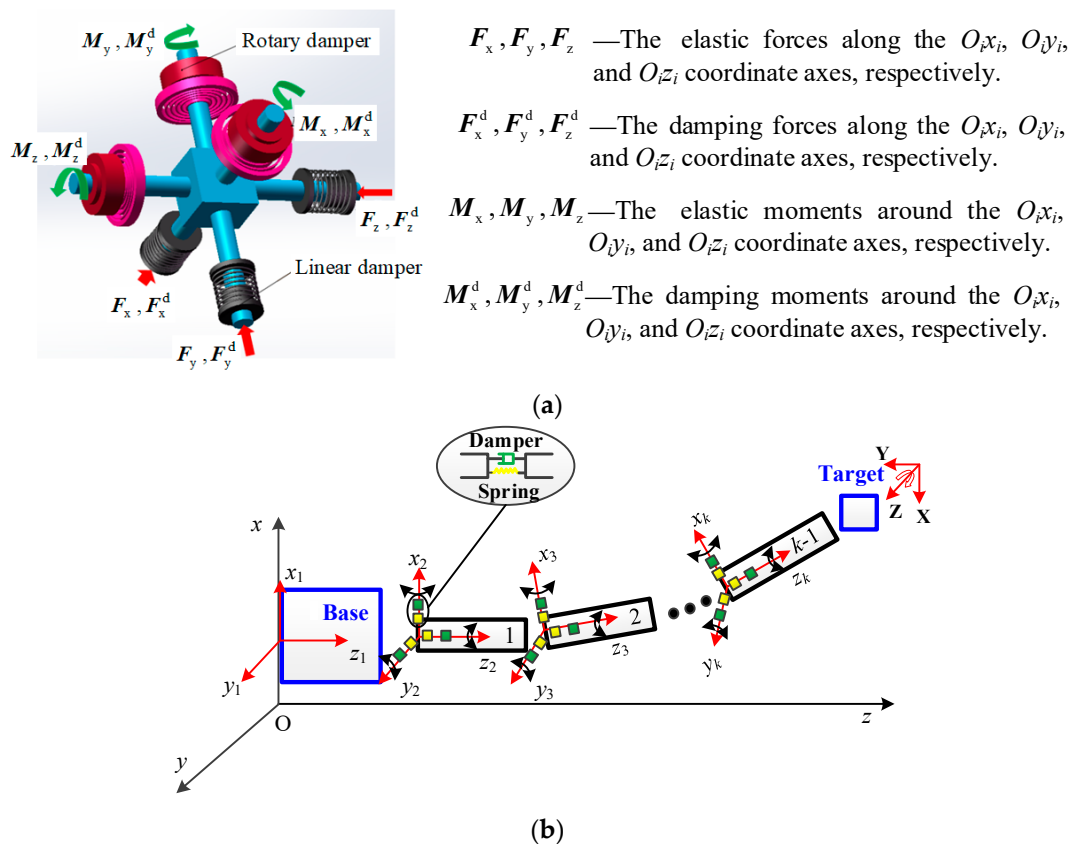 M_y , M_y^d
Rotary damper
M_x , M_x^d
M_z , M_z^d
F_z , F_z^d
Linear damper
F_x , F_x^d
F_y , F_y^d
F_x , F_y , F_z —The elastic forces along the O_ix_i, O_iy_i,
and O_iz_i coordinate axes, respectively.
F_x^d , F_y^d , F_z^d —The damping forces along the O_ix_i, O_iy_i,
and O_iz_i coordinate axes, respectively.
M_x , M_y , M_z —The elastic moments around the O_ix_i,
O_iy_i, and O_iz_i coordinate axes, respectively.
M_x^d , M_y^d , M_z^d —The damping moments around the O_ix_i,
O_iy_i, and O_iz_i coordinate axes, respectively.
(a)
Damper
Spring
Y
Target
Z
X
x
x_1
Base
z_1
y_1
O
y
z
x_2
1
z_2
y_2
x_3
2
z_3
y_3
x_k
k-1
z_k
y_k
(b)